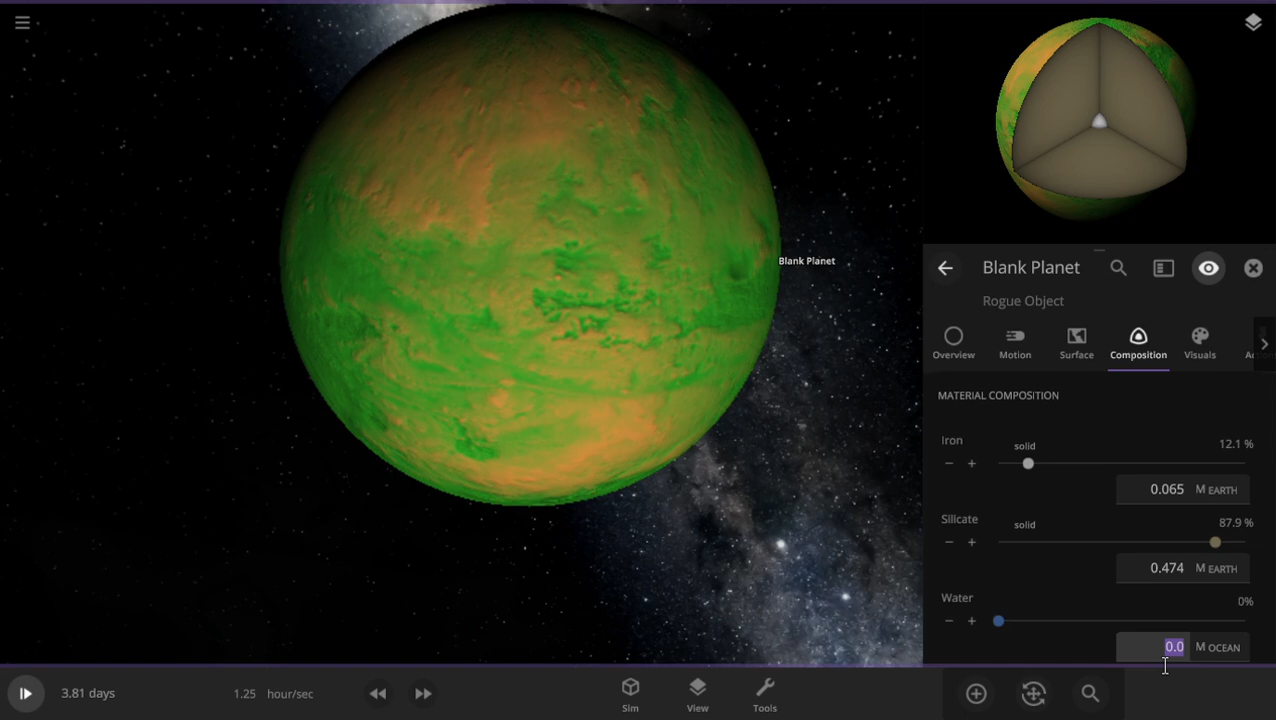 Blank Planet
Blank Planet
Rogue Object
Overview
Motion
Surface
Composition
Visuals
MATERIAL COMPOSITION
Iron
solid
12.1 %
0.065 M EARTH
Silicate
solid
87.9 %
0.474 M EARTH
Water
0%
0.0 M OCEAN
3.81 days
1.25 hour/sec
Sim
View
Tools